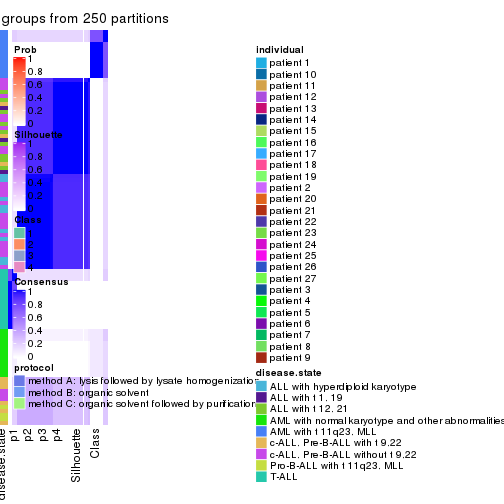 groups from 250 partitions
Prob
1
0.8
0.6
0.4
0.2
0
Silhouette
1
0.8
0.6
0.4
0.2
0
Class
1
2
3
4
Consensus
1
0.8
0.6
0.4
0.2
0
protocol
method A: lysis followed by lysate homogenization
method B: organic solvent
method C: organic solvent followed by purification
disease.state
p1
p2
p3
p4
Silhouette
Class
individual
patient 1
patient 10
patient 11
patient 12
patient 13
patient 14
patient 15
patient 16
patient 17
patient 18
patient 19
patient 2
patient 20
patient 21
patient 22
patient 23
patient 24
patient 25
patient 26
patient 27
patient 3
patient 4
patient 5
patient 6
patient 7
patient 8
patient 9
disease.state
ALL with hyperdiploid karyotype
ALL with t 1. 19
ALL with t 12. 21
AML with normal karyotype and other abnormalities
AML with t 11q23. MLL
c-ALL. Pre-B-ALL with t 9.22
c-ALL. Pre-B-ALL without t 9.22
Pro-B-ALL with t 11q23. MLL
T-ALL